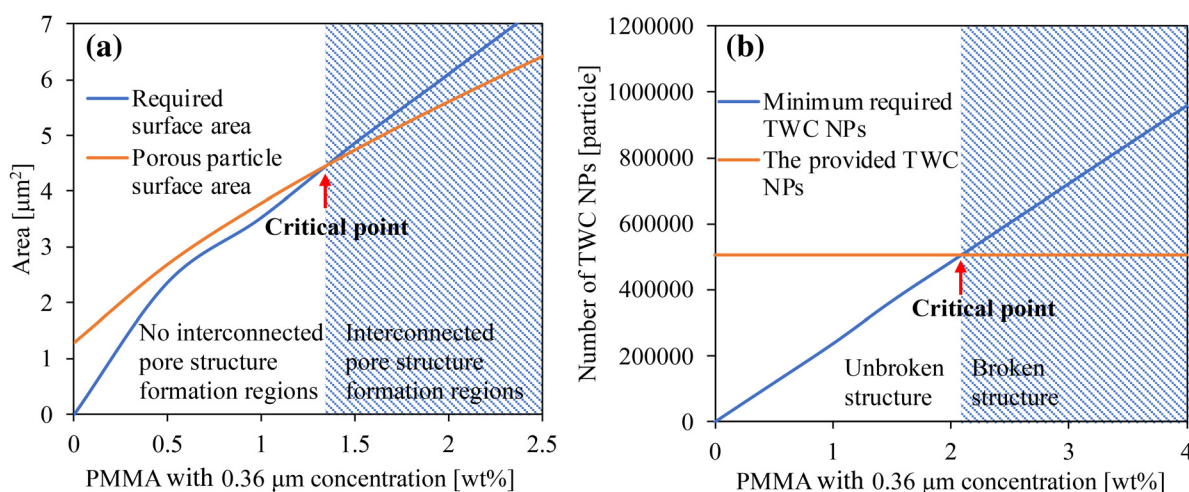 (a)
7
6
5
4
3
2
1
0
Area [μm²]
Required
surface area
Porous particle
surface area
Critical point
No interconnected
pore structure
formation regions
Interconnected
pore structure
formation regions
0 0.5 1 1.5 2 2.5
PMMA with 0.36 μm concentration [wt%]
(b)
1200000
1000000
800000
600000
400000
200000
0
Number of TWC NPs [particle]
Minimum required
TWC NPs
The provided TWC
NPs
Critical point
Unbroken
structure
Broken
structure
0 1 2 3 4
PMMA with 0.36 μm concentration [wt%]